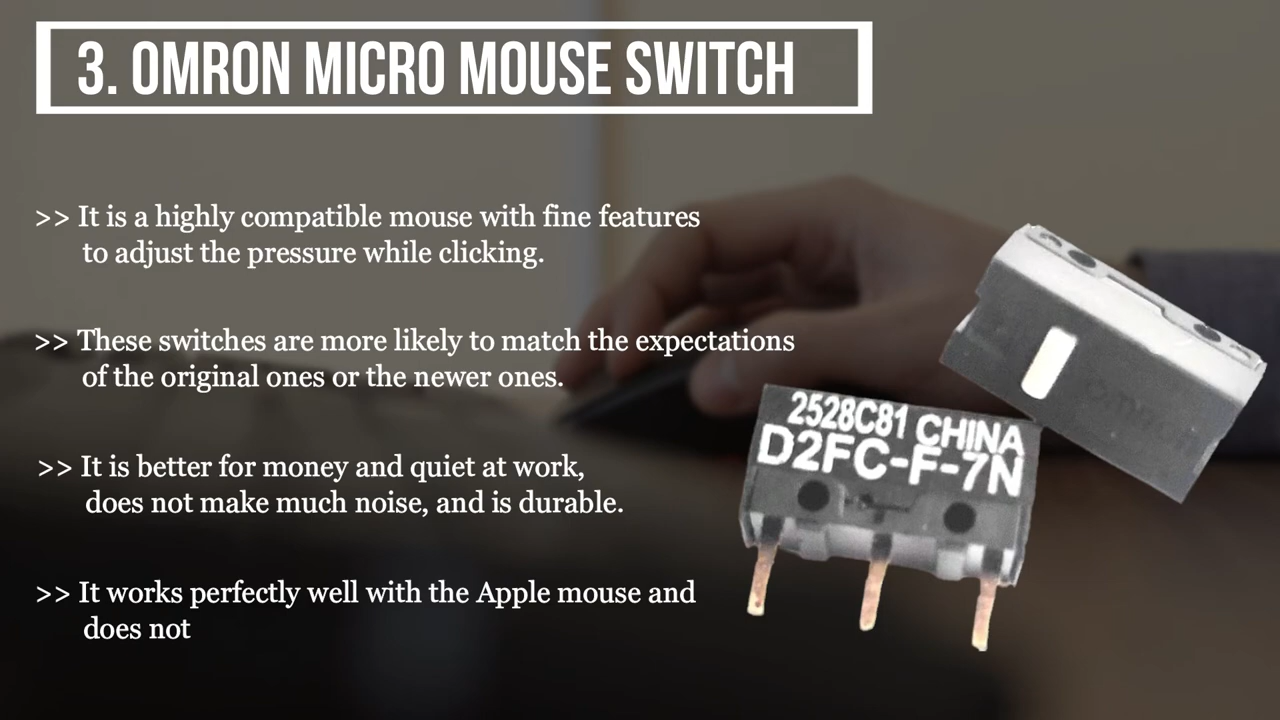 3. OMRON MICRO MOUSE SWITCH
>> It is a highly compatible mouse with fine features
to adjust the pressure while clicking.
>> These switches are more likely to match the expectations
of the original ones or the newer ones.
>> It is better for money and quiet at work,
does not make much noise, and is durable.
>> It works perfectly well with the Apple mouse and
does not
2528C81 CHINA
D2FC-F-7N